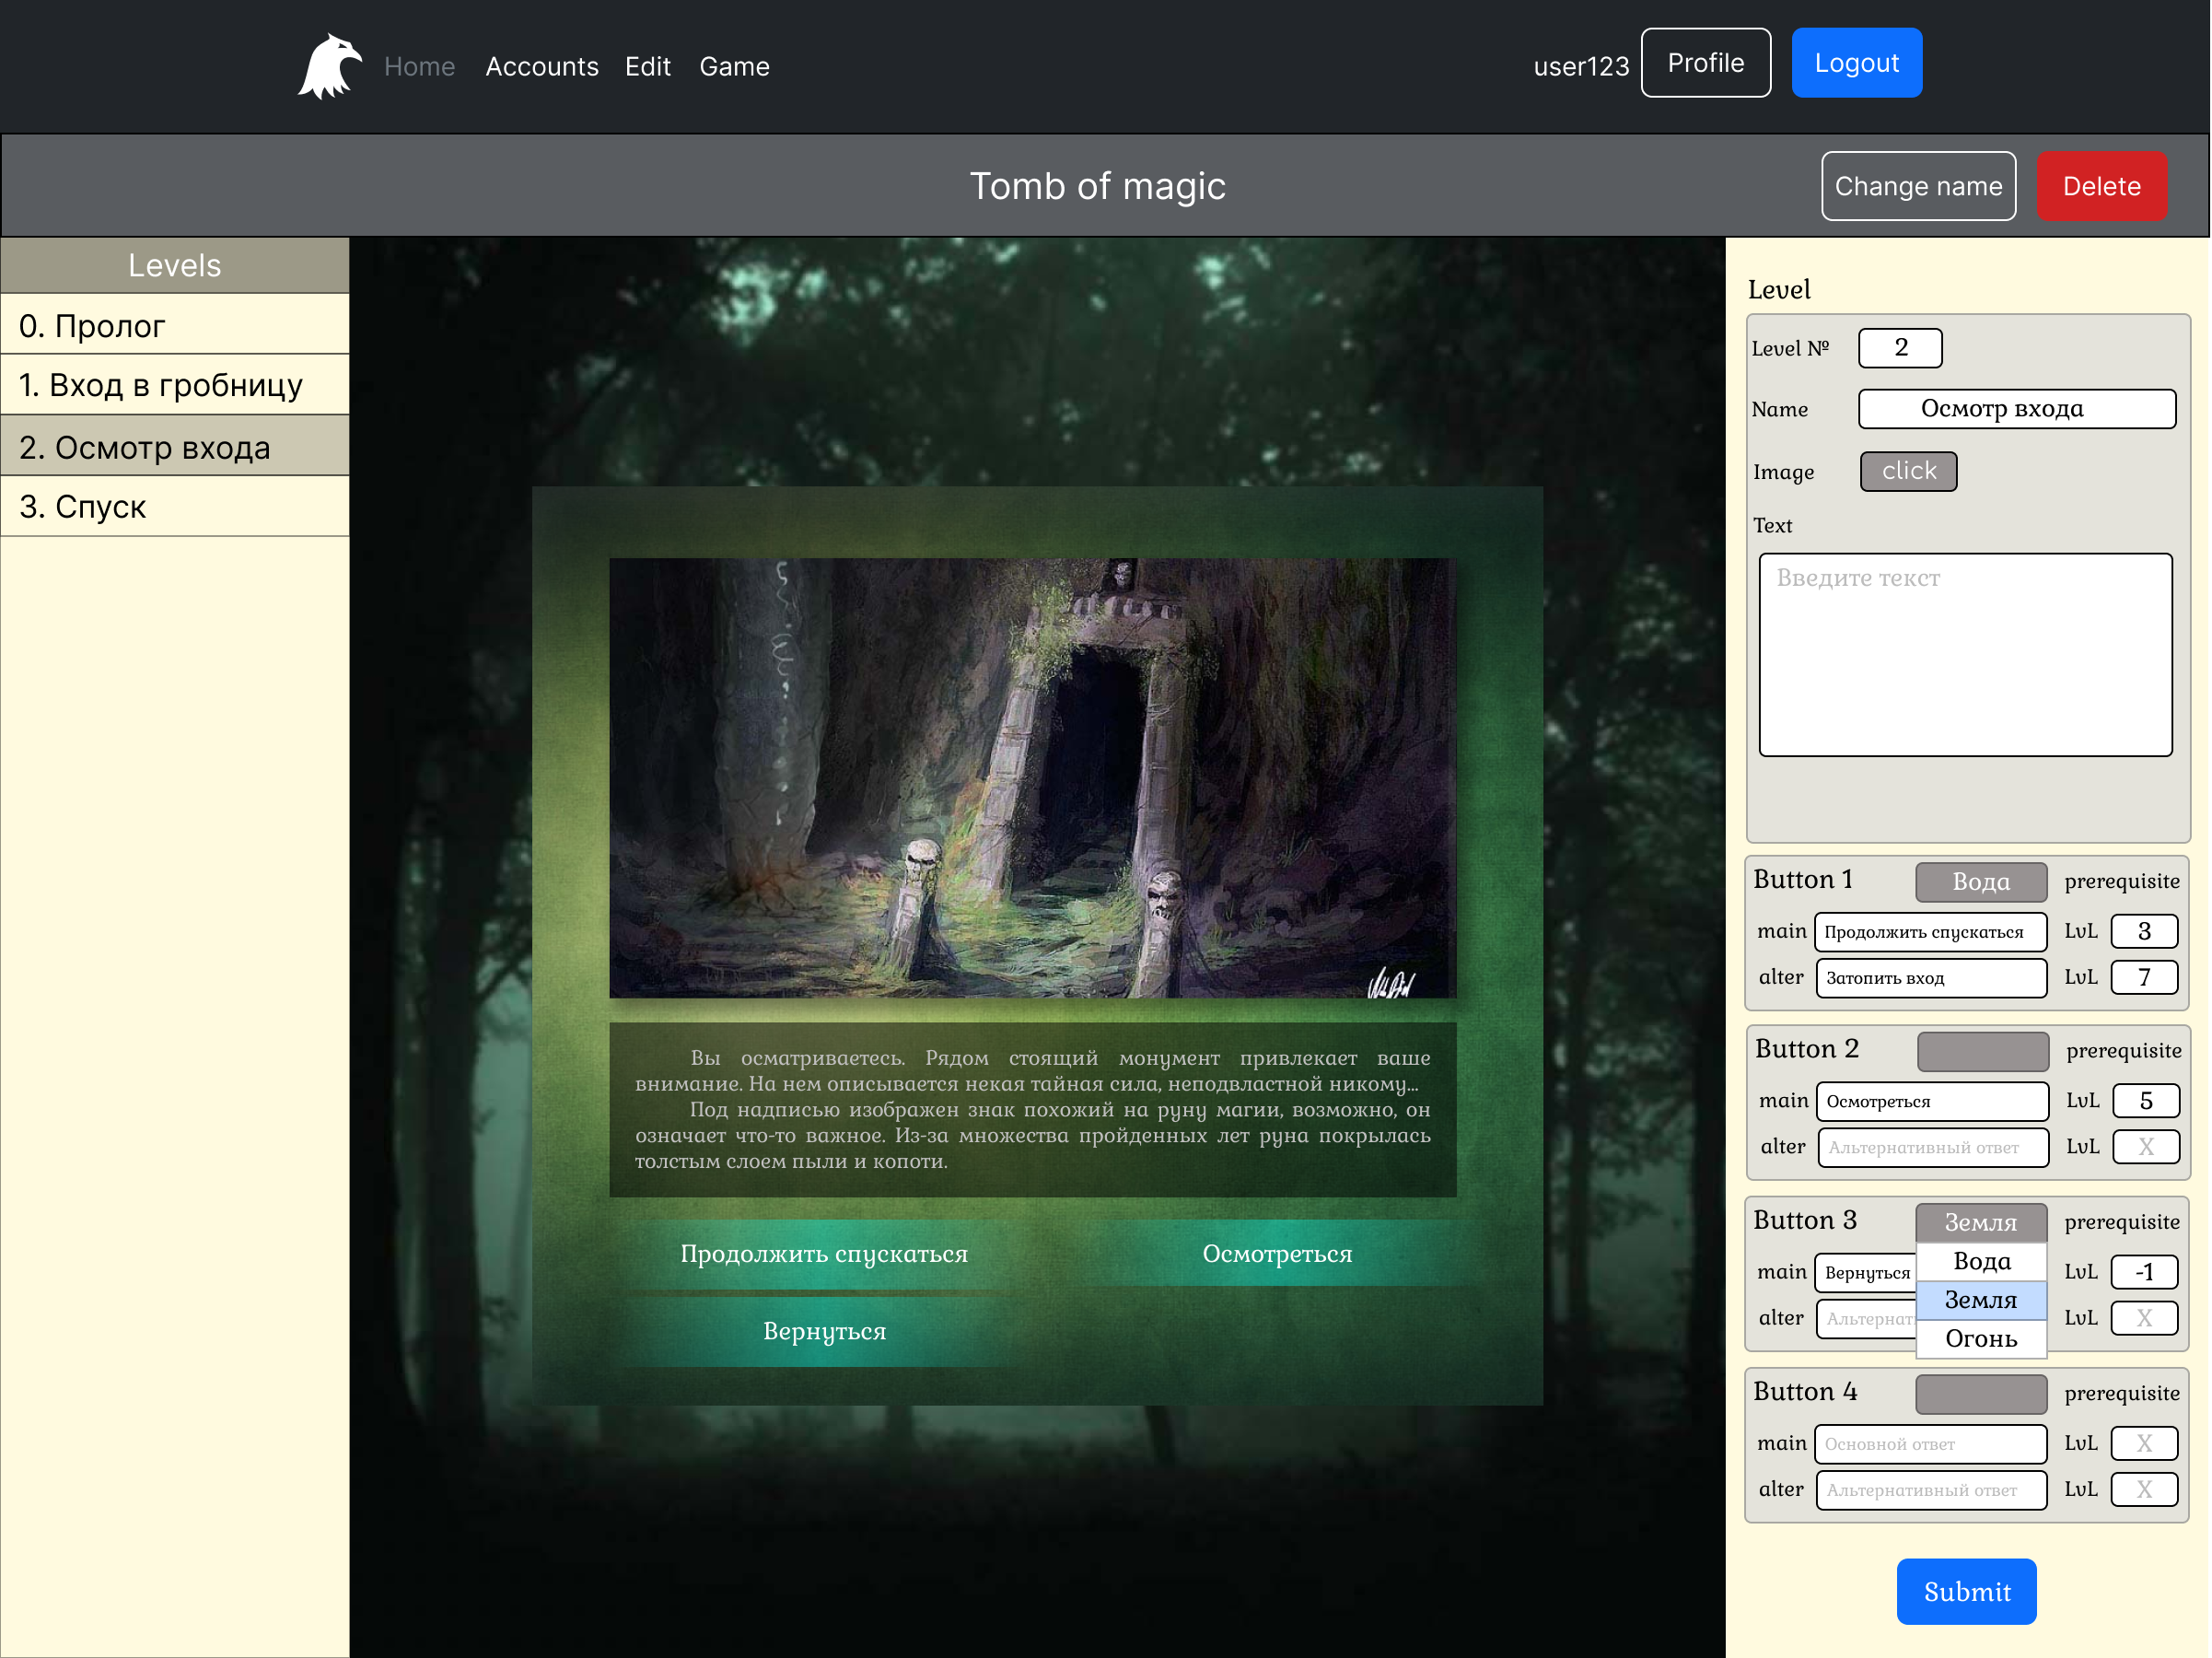 Home Accounts Edit Game user123 Profile Logout
Tomb of magic Change name Delete
Levels
0. Пролог
1. Вход в гробницу
2. Осмотр входа
3. Спуск
Вы осматриваетесь. Рядом стоящий монумент привлекает ваше
внимание. На нем описывается некая тайная сила, неподвластной никому...
Под надписью изображен знак похожий на руну магии, возможно, он
означает что-то важное. Из-за множества пройденных лет руна покрылась
толстым слоем пыли и копоти.
Продолжить спускаться Осмотреться
Вернуться
Level
Level № 2
Name Осмотр входа
Image click
Text
Введите текст
Button 1 Вода prerequisite
main Продолжить спускаться LvL 3
alter Затопить вход LvL 7
Button 2 prerequisite
main Осмотреться LvL 5
alter Альтернативный ответ LvL X
Button 3 Земля prerequisite
Вода
main Вернуться LvL -1
Земля
alter Альтернат LvL X
Огонь
Button 4 prerequisite
main Основной ответ LvL X
alter Альтернативный ответ LvL X
Submit